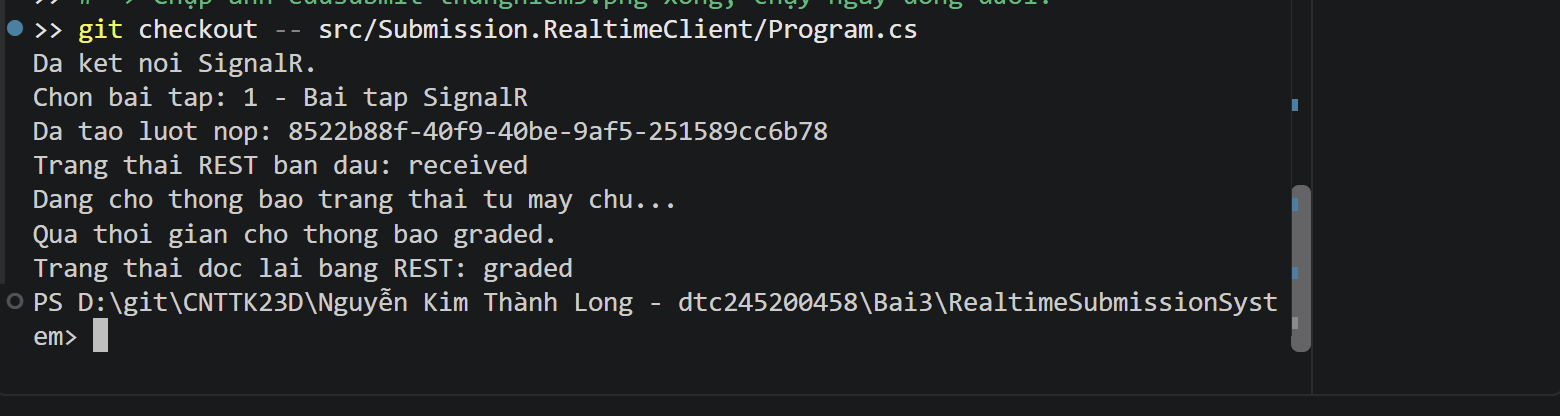 >> git checkout -- src/Submission.RealtimeClient/Program.cs
Da ket noi SignalR.
Chon bai tap: 1 - Bai tap SignalR
Da tao luot nop: 8522b88f-40f9-40be-9af5-251589cc6b78
Trang thai REST ban dau: received
Dang cho thong bao trang thai tu may chu...
Qua thoi gian cho thong bao graded.
Trang thai doc lai bang REST: graded
PS D:\git\CNTTK23D\Nguyễn Kim Thành Long - dtc245200458\Bai3\RealtimeSubmissionSyst
em>